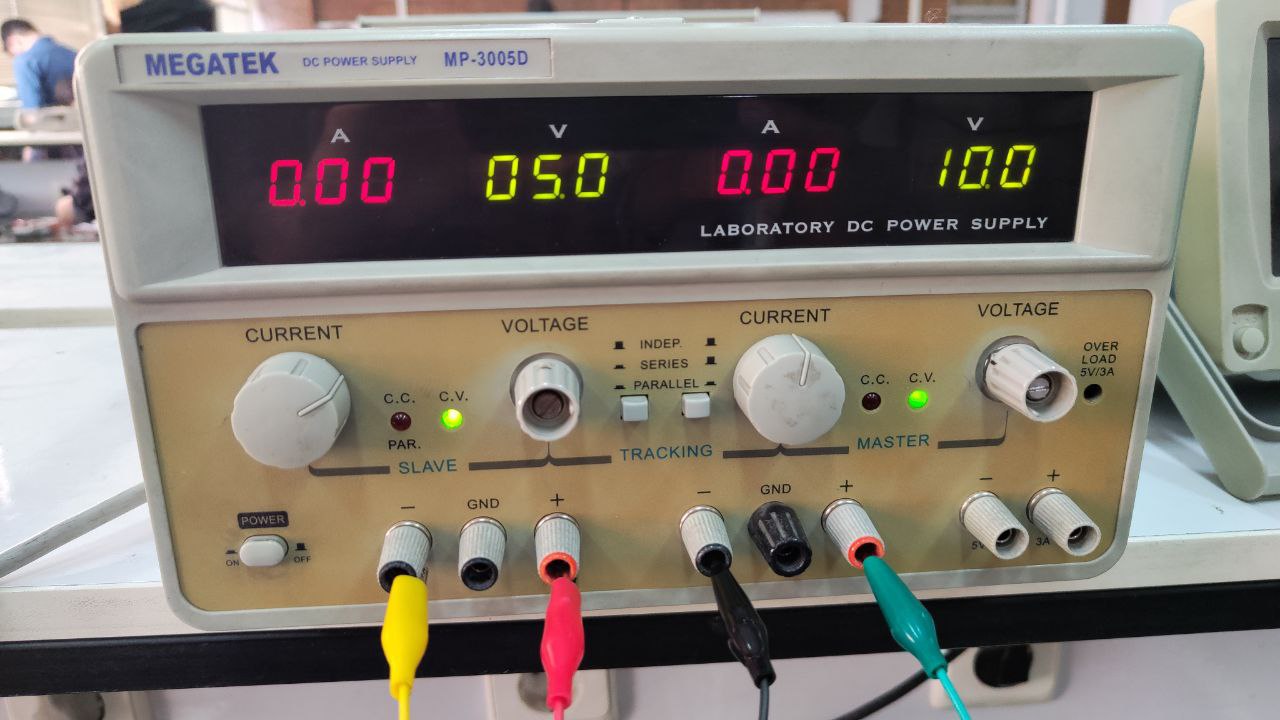 MEGATEK DC POWER SUPPLY MP-3005D
A V A V
0.00 05.0 0.00 10.0
LABORATORY DC POWER SUPPLY
CURRENT VOLTAGE CURRENT VOLTAGE
INDEP.
SERIES
PARALLEL
OVER
LOAD
5V/3A
C.C. C.V. C.C. C.V.
PAR.
SLAVE TRACKING MASTER
POWER
ON OFF
− GND +
− GND +
− +
5V 3A